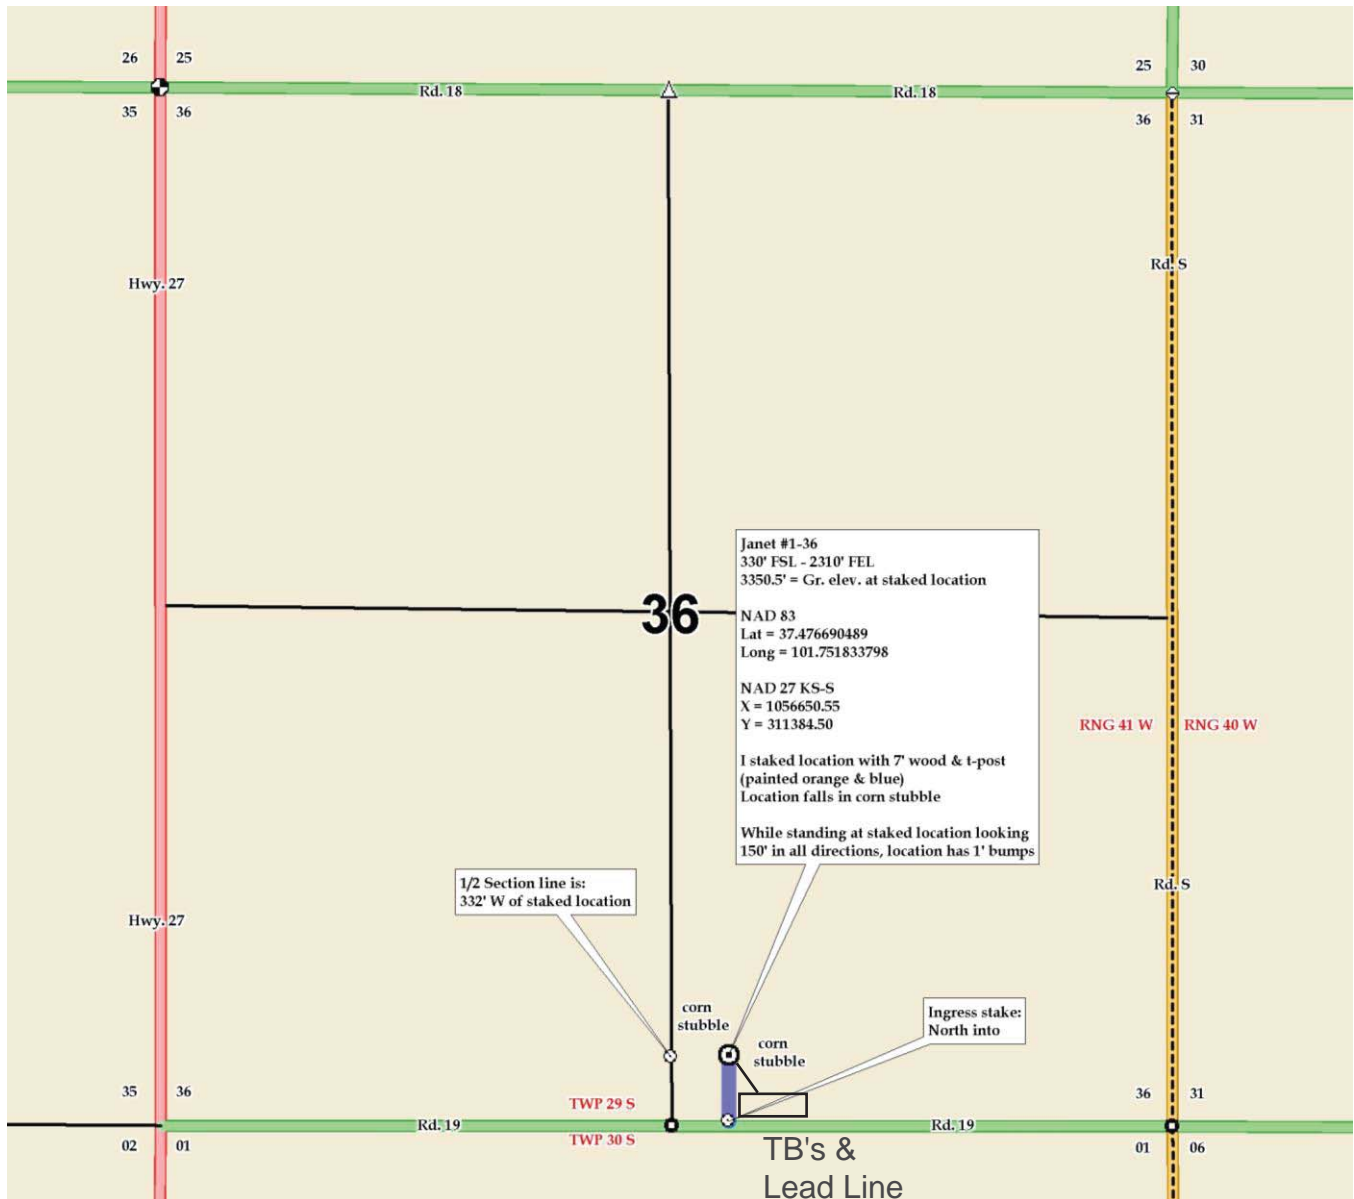 26 25
25 30
Rd. 18
Rd. 18
35 36
36 31
Rd. S
Hwy. 27
Janet #1-36
330' FSL - 2310' FEL
3350.5' = Gr. elev. at staked location
NAD 83
Lat = 37.476690489
Long = 101.751833798
NAD 27 KS-S
X = 1056650.55
Y = 311384.50
I staked location with 7' wood & t-post
(painted orange & blue)
Location falls in corn stubble
While standing at staked location looking
150' in all directions, location has 1' bumps
36
RNG 41 W RNG 40 W
1/2 Section line is:
332' W of staked location
Rd. S
Hwy. 27
corn
stubble
Ingress stake:
North into
corn
stubble
35 36
36 31
TWP 29 S
Rd. 19
Rd. 19
TWP 30 S
02 01
01 06
TB's &
Lead Line